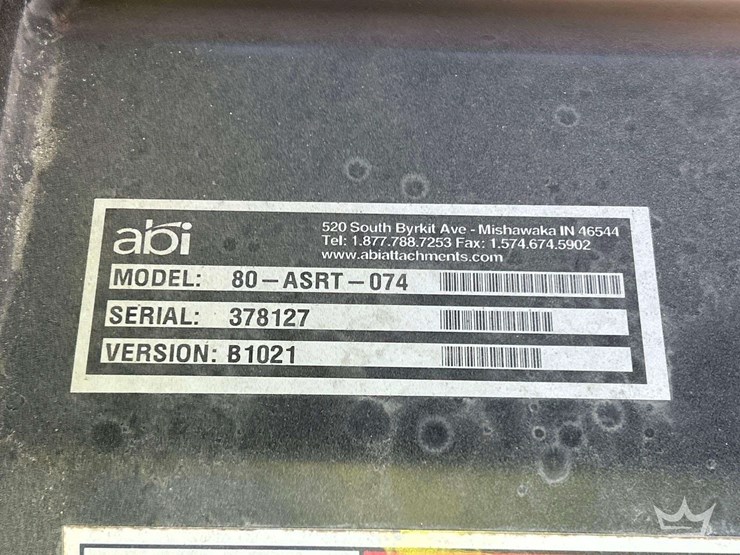 abi
520 South Byrkit Ave - Mishawaka IN 46544
Tel: 1.877.788.7253 Fax: 1.574.674.5902
www.abiattachments.com
MODEL: 80-ASRT-074
SERIAL: 378127
VERSION: B1021